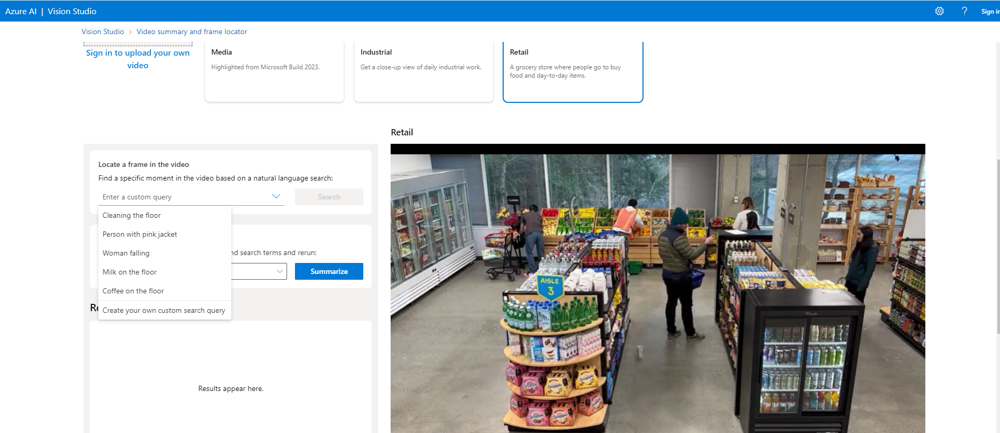 Azure AI | Vision Studio
Sign in
Vision Studio > Video summary and frame locator
Sign in to upload your own
video
Media
Highlighted from Microsoft Build 2023.
Industrial
Get a close-up view of daily industrial work.
Retail
A grocery store where people go to buy
food and day-to-day items.
Retail
Locate a frame in the video
Find a specific moment in the video based on a natural language search:
Enter a custom query
Search
Cleaning the floor
Person with pink jacket
Woman falling
Milk on the floor
Coffee on the floor
Create your own custom search query
search terms and rerun:
Summarize
Results appear here.
AISLE
3
Snapple
Snapple
Snapple
Snapple
Snapple